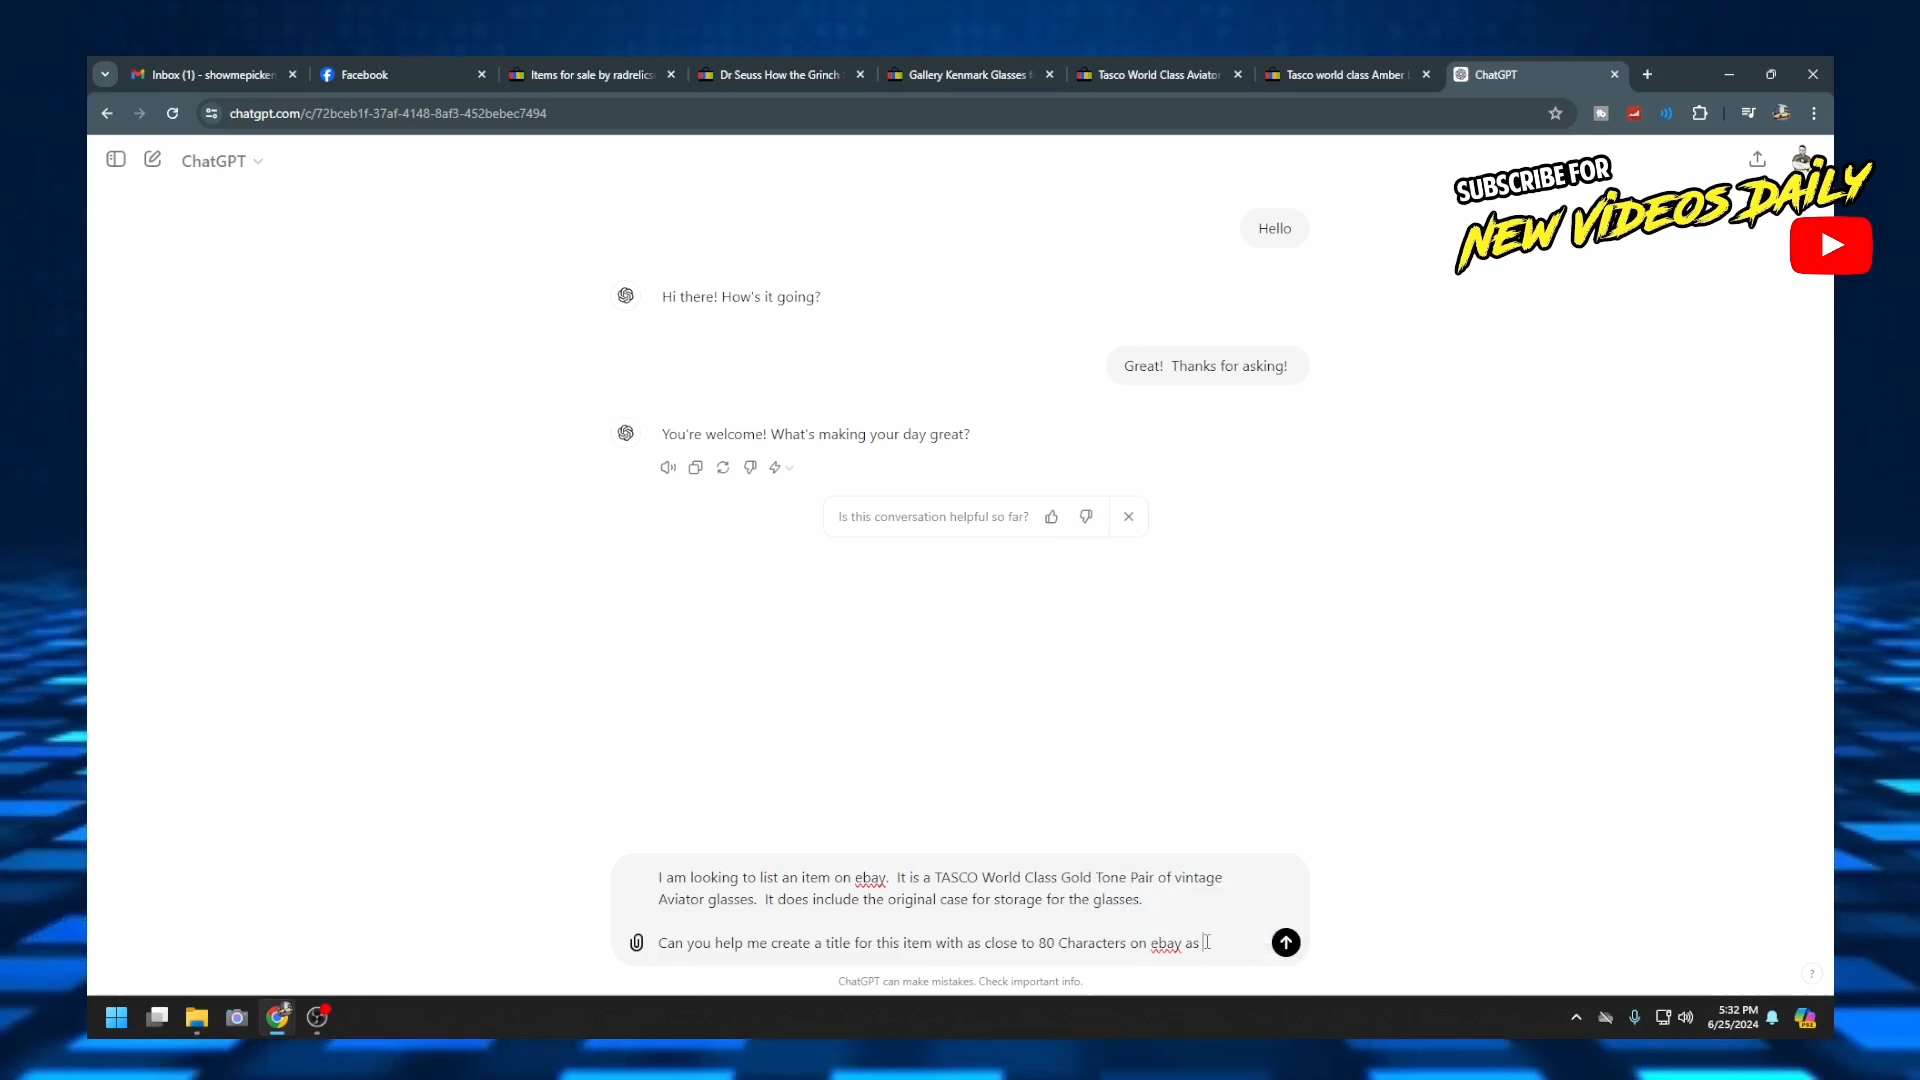 Inbox (1) - showmepicker
Facebook
Items for sale by radrelics
Dr Seuss How the Grinch
Gallery Kenmark Glasses
Tasco World Class Aviator
Tasco world class Amber
ChatGPT
chatgpt.com/c/72bceb1f-37af-4148-8af3-452bebec7494
ChatGPT
SUBSCRIBE FOR
NEW VIDEOS DAILY
Hello
Hi there! How's it going?
Great!  Thanks for asking!
You're welcome! What's making your day great?
Is this conversation helpful so far?
I am looking to list an item on ebay.  It is a TASCO World Class Gold Tone Pair of vintage
Aviator glasses.  It does include the original case for storage for the glasses.
Can you help me create a title for this item with as close to 80 Characters on ebay as
ChatGPT can make mistakes. Check important info.
?
5:32 PM
6/25/2024